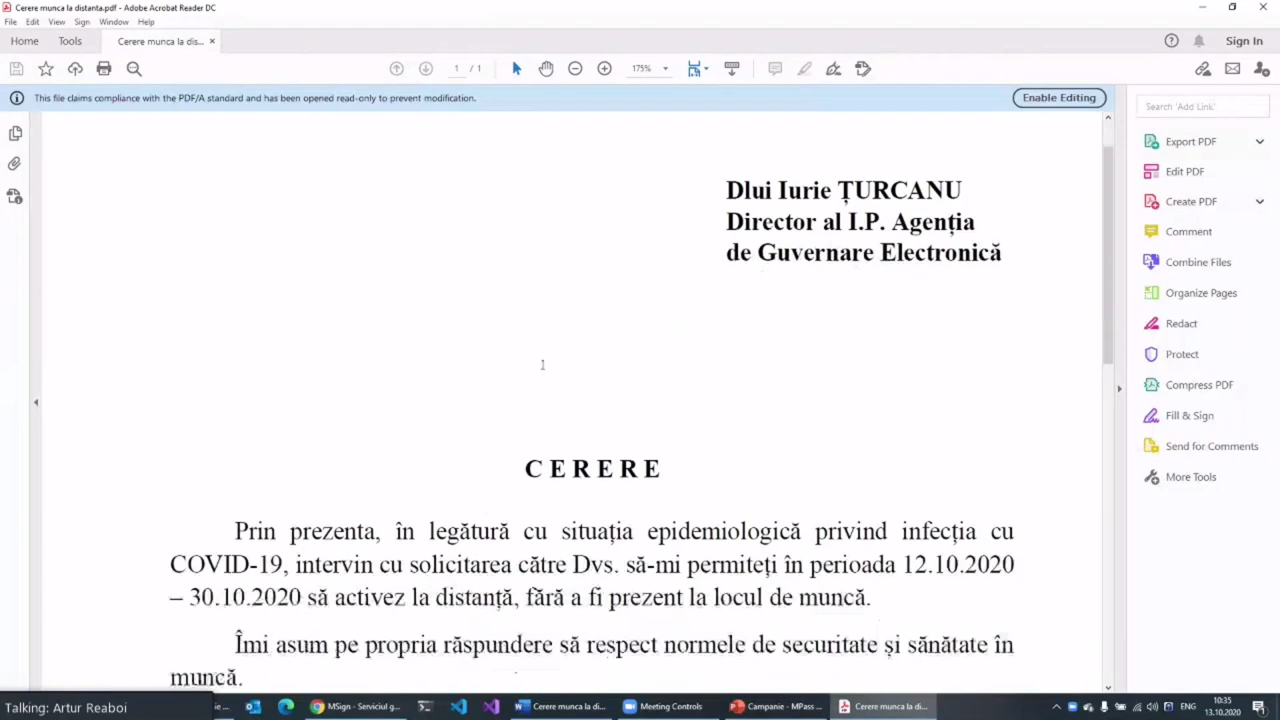 Cerere munca la distanta.pdf - Adobe Acrobat Reader DC
File Edit View Sign Window Help
Home Tools Cerere munca la dis... × Sign In
1 / 1 175%
This file claims compliance with the PDF/A standard and has been opened read-only to prevent modification. Enable Editing
Search 'Add Link'
Export PDF
Edit PDF
Create PDF
Comment
Combine Files
Organize Pages
Redact
Protect
Compress PDF
Fill & Sign
Send for Comments
More Tools
Dlui Iurie ȚURCANU
Director al I.P. Agenția
de Guvernare Electronică
C E R E R E
Prin prezenta, în legătură cu situația epidemiologică privind infecția cu
COVID-19, intervin cu solicitarea către Dvs. să-mi permiteți în perioada 12.10.2020
– 30.10.2020 să activez la distanță, fără a fi prezent la locul de muncă.
Îmi asum pe propria răspundere să respect normele de securitate și sănătate în
muncă.
Talking: Artur Reaboi
MSign - Serviciul g... Cerere munca la di... Meeting Controls Campanie - MPass ... Cerere munca la di... ENG 10:35
13.10.2020